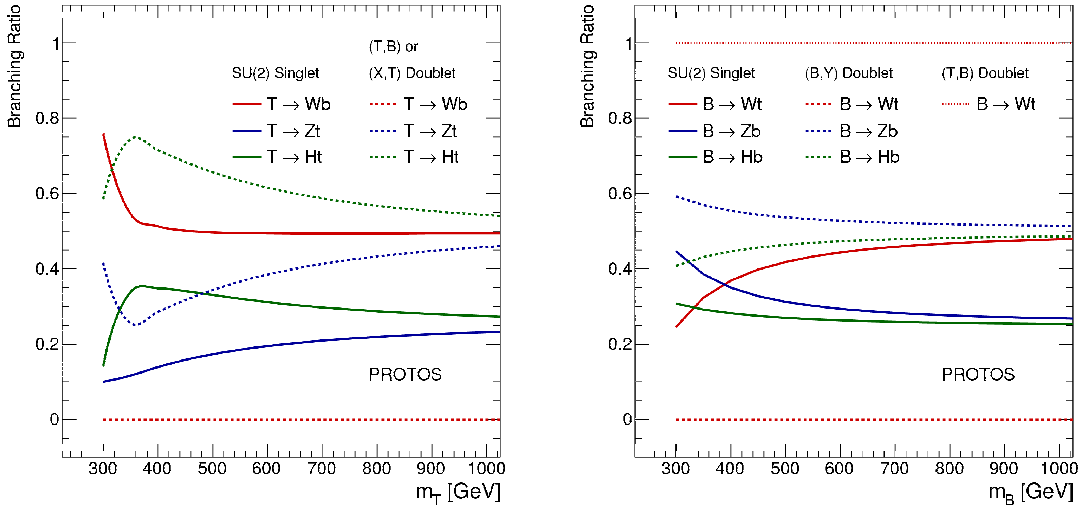 Branching Ratio
1
0.8
0.6
0.4
0.2
0
(T,B) or
SU(2) Singlet (X,T) Doublet
T → Wb T → Wb
T → Zt T → Zt
T → Ht T → Ht
PROTOS
300 400 500 600 700 800 900 1000
m_T [GeV]
Branching Ratio
1
0.8
0.6
0.4
0.2
0
SU(2) Singlet (B,Y) Doublet (T,B) Doublet
B → Wt B → Wt B → Wt
B → Zb B → Zb
B → Hb B → Hb
PROTOS
300 400 500 600 700 800 900 1000
m_B [GeV]